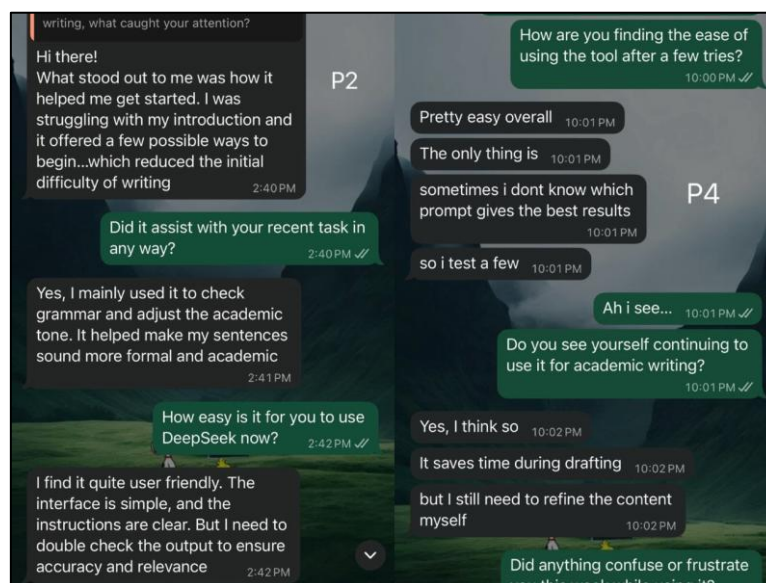 writing, what caught your attention?
Hi there!
What stood out to me was how it
helped me get started. I was
struggling with my introduction and
it offered a few possible ways to
begin...which reduced the initial
difficulty of writing
2:40 PM
P2
Did it assist with your recent task in
any way?
2:40 PM
Yes, I mainly used it to check
grammar and adjust the academic
tone. It helped make my sentences
sound more formal and academic
2:41 PM
How easy is it for you to use
DeepSeek now?
2:42 PM
I find it quite user friendly. The
interface is simple, and the
instructions are clear. But I need to
double check the output to ensure
accuracy and relevance
2:42 PM
How are you finding the ease of
using the tool after a few tries?
10:00 PM
Pretty easy overall 10:01 PM
The only thing is 10:01 PM
sometimes i dont know which
prompt gives the best results
10:01 PM
P4
so i test a few 10:01 PM
Ah i see... 10:01 PM
Do you see yourself continuing to
use it for academic writing?
10:01 PM
Yes, I think so 10:02 PM
It saves time during drafting 10:02 PM
but I still need to refine the content
myself
10:02 PM
Did anything confuse or frustrate